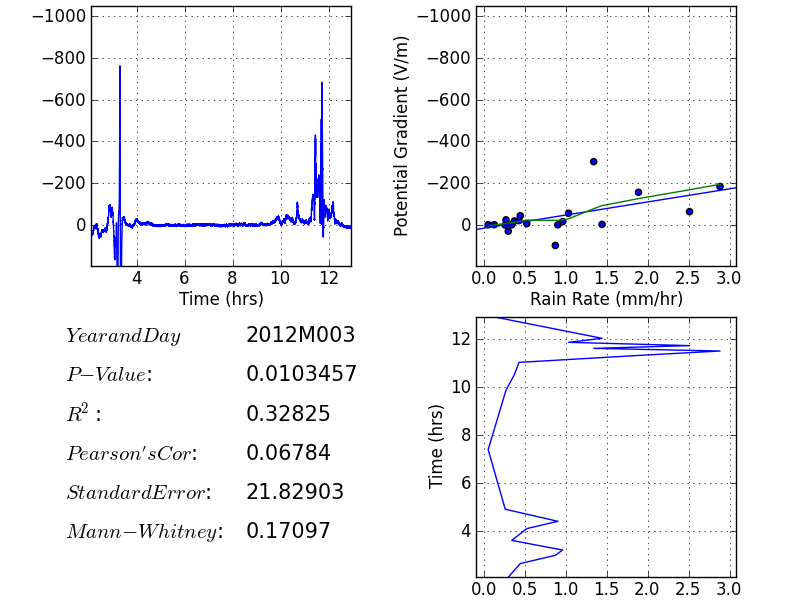 −1000
−800
−600
−400
−200
0
4 6 8 10 12
Time (hrs)
Potential Gradient (V/m)
−1000
−800
−600
−400
−200
0
0.0 0.5 1.0 1.5 2.0 2.5 3.0
Rain Rate (mm/hr)
YearandDay 2012M003
P−Value: 0.0103457
R²: 0.32825
Pearson'sCor: 0.06784
StandardError: 21.82903
Mann−Whitney: 0.17097
Time (hrs)
12
10
8
6
4
0.0 0.5 1.0 1.5 2.0 2.5 3.0